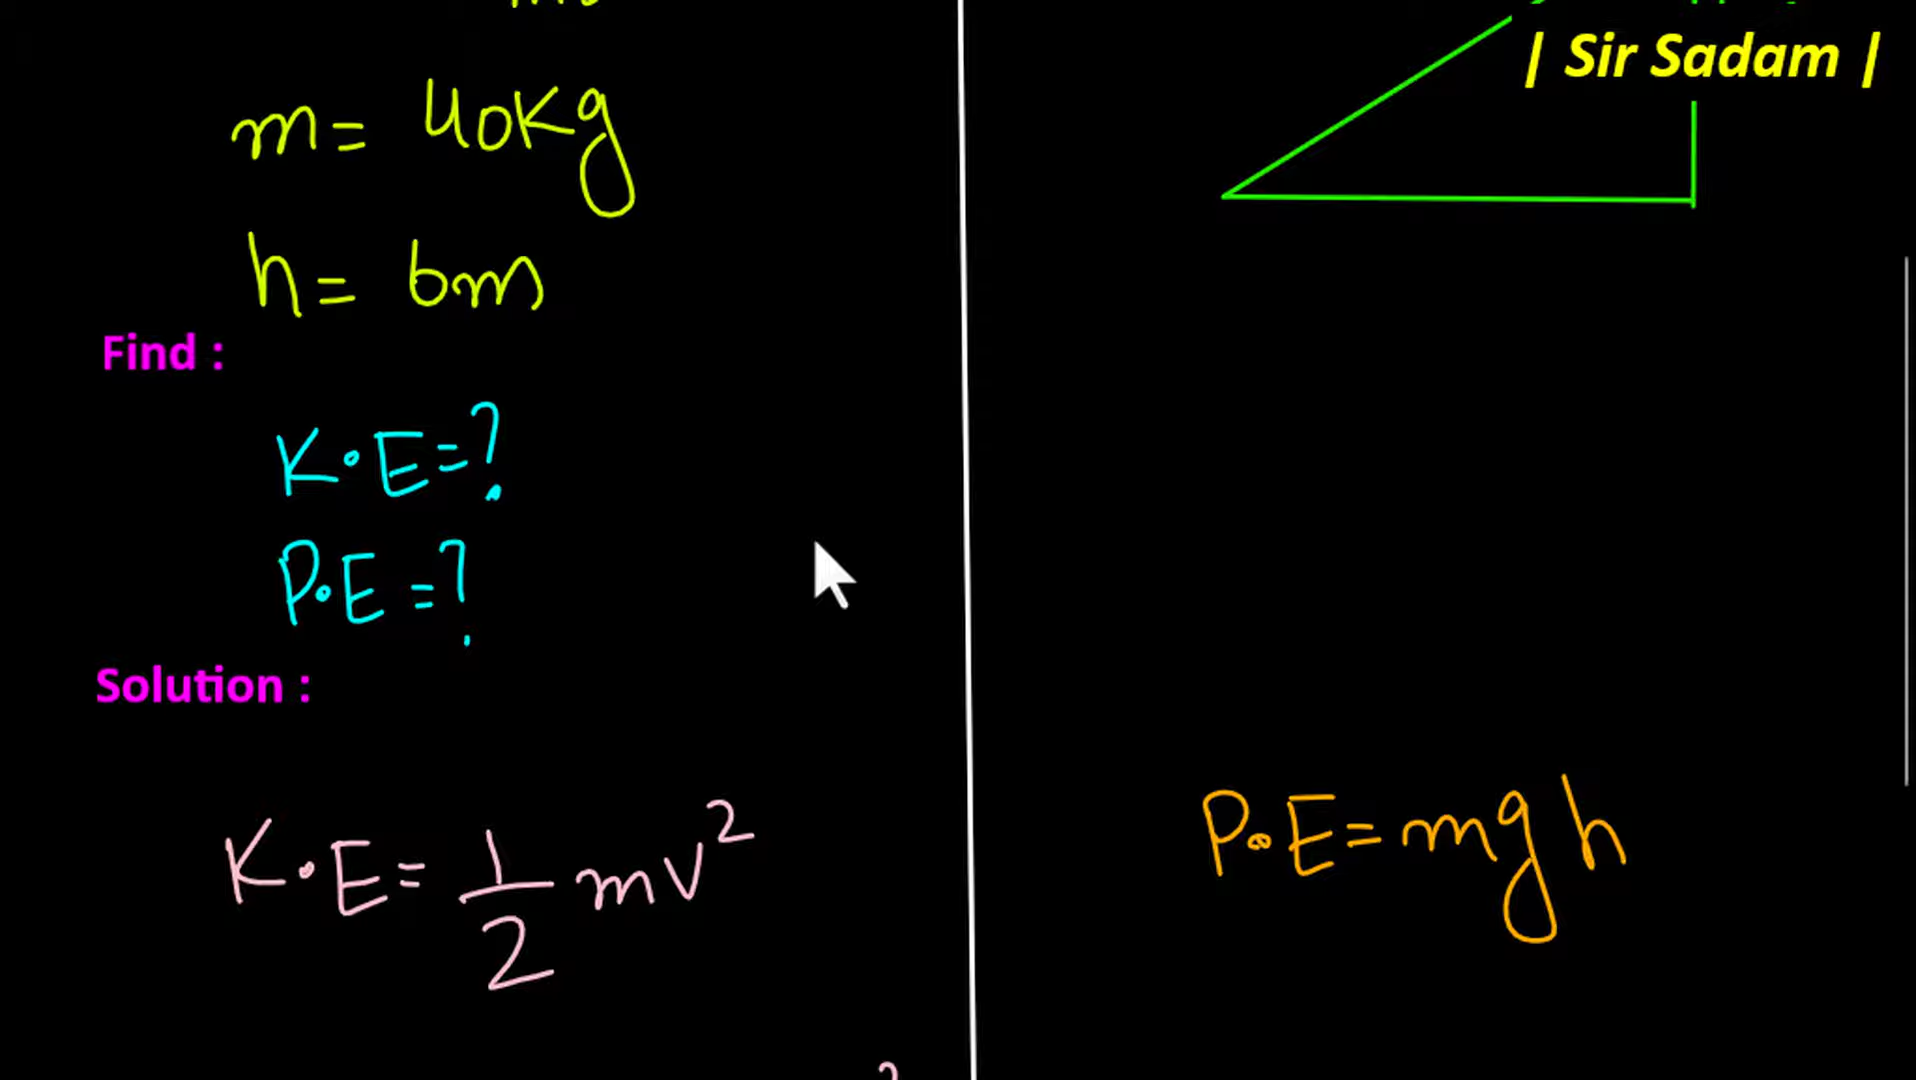 | Sir Sadam |
m = 40Kg
h = 6m
Find :
K.E = ?
P.E = ?
Solution :
K.E = 1/2 mv²
P.E = mgh